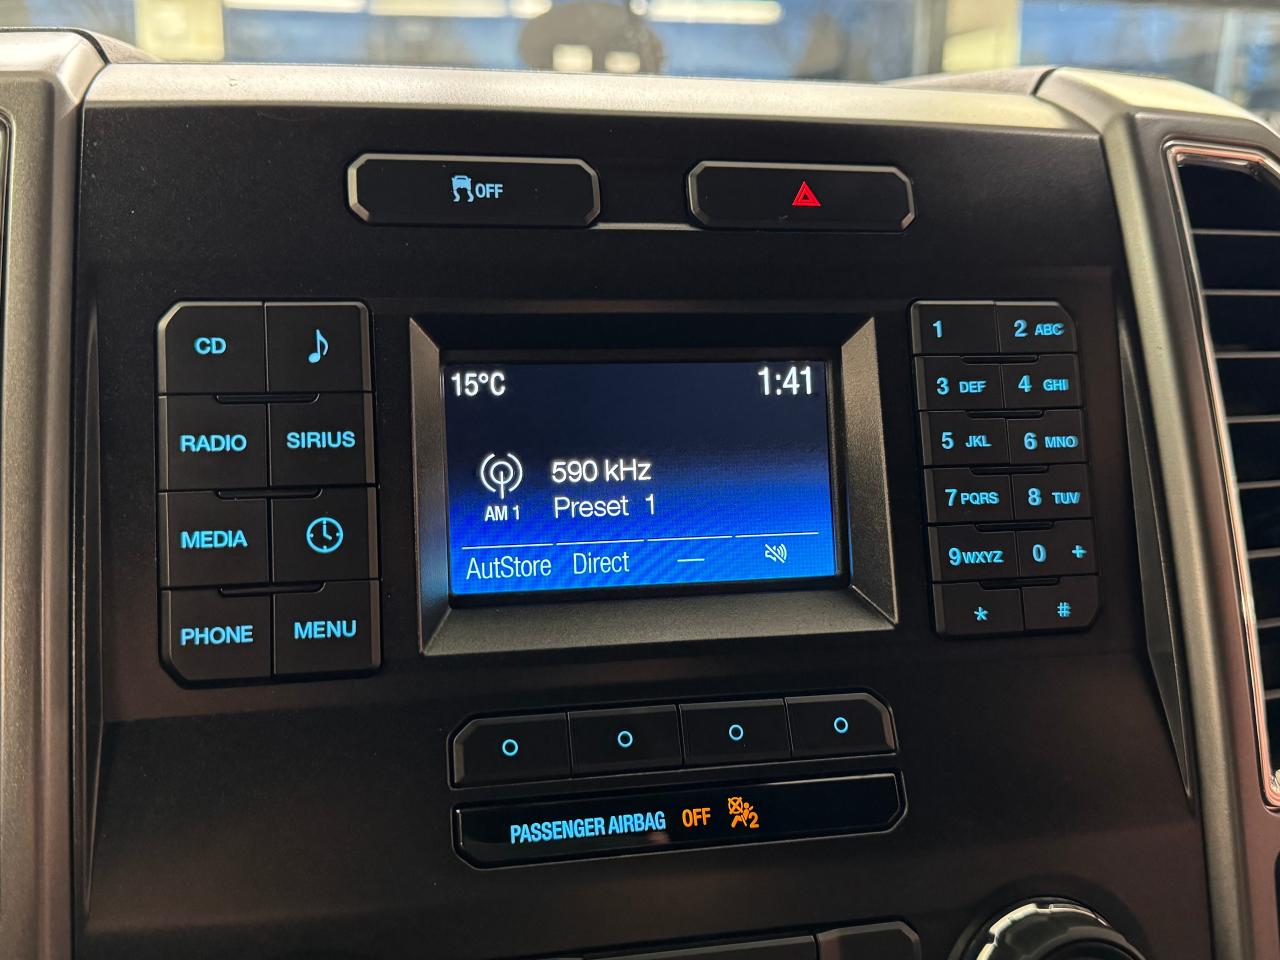 OFF
CD
RADIO SIRIUS
MEDIA
PHONE MENU
15°C 1:41
590 kHz
AM 1 Preset 1
AutStore Direct —
1 2 ABC
3 DEF 4 GHI
5 JKL 6 MNO
7 PQRS 8 TUV
9 WXYZ 0 +
* #
PASSENGER AIRBAG OFF 2